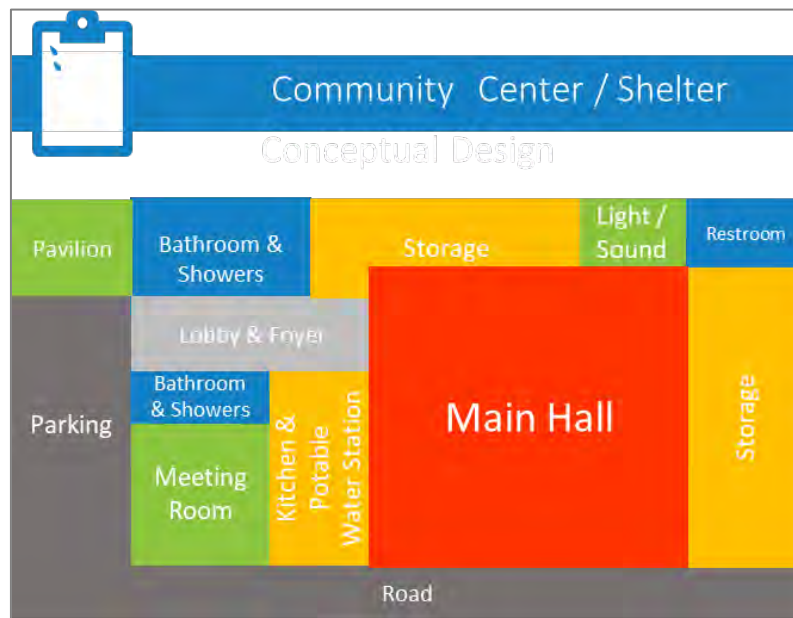 Community Center / Shelter
Conceptual Design
Pavilion
Bathroom &
Showers
Storage
Light /
Sound
Restroom
Lobby & Foyer
Parking
Bathroom
& Showers
Meeting
Room
Kitchen &
Potable
Water Station
Main Hall
Storage
Road